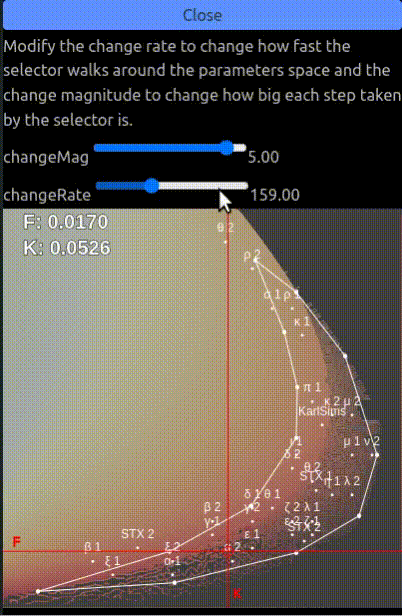 Close
Modify the change rate to change how fast the
selector walks around the parameters space and the
change magnitude to change how big each step taken
by the selector is.
changeMag 5.00
changeRate 159.00
F: 0.0170
K: 0.0526
θ 2
ρ 2
α 1 ρ 1
κ 1
π 1
κ 2 μ 2
KarlSims
μ 1 ν 2
θ 2
STX 1
η 1 λ 2
δ 1 θ 1
β 2
ζ 2 λ 1
γ 1
ε 1
STX 2
STX 2
β 1
ξ 2
α 2
ξ 1
α 1
F
K